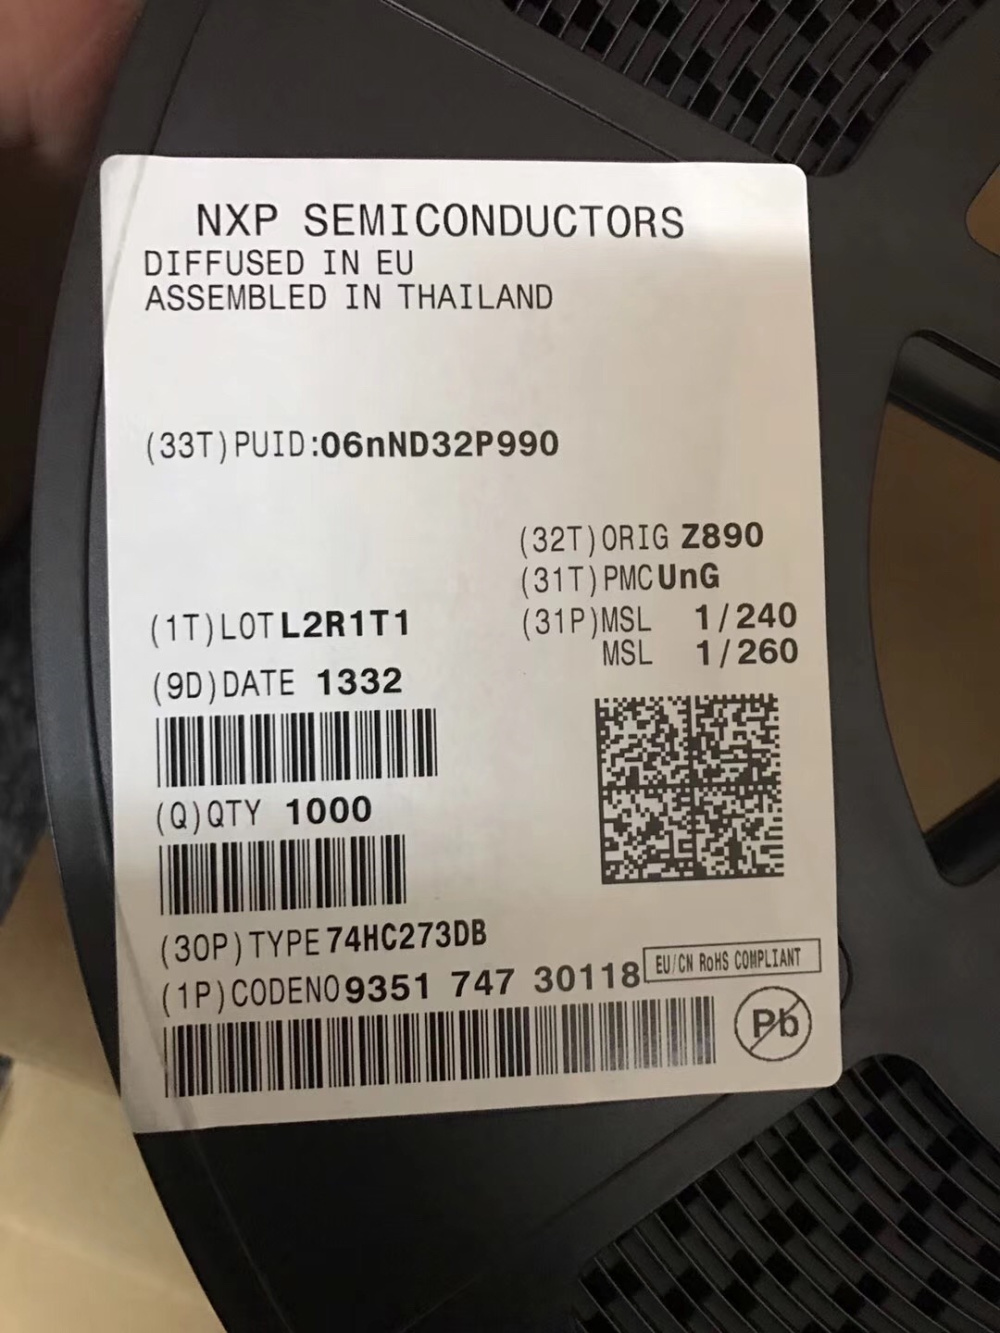 NXP SEMICONDUCTORS
DIFFUSED IN EU
ASSEMBLED IN THAILAND
(33T)PUID:06nND32P990
(32T)ORIG Z890
(31T)PMC UnG
(1T)LOT L2R1T1
(31P)MSL 1/240
MSL 1/260
(9D)DATE 1332
(Q)QTY 1000
(30P)TYPE 74HC273DB
(1P)CODENO 9351 747 30118
EU/CN RoHS COMPLIANT
Pb